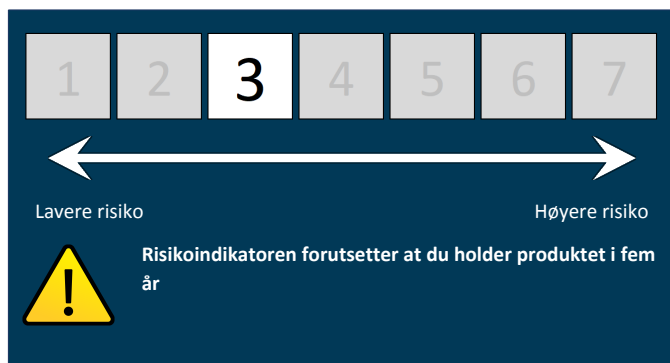 1 2 3 4 5 6 7
Lavere risiko Høyere risiko
Risikoindikatoren forutsetter at du holder produktet i fem
år